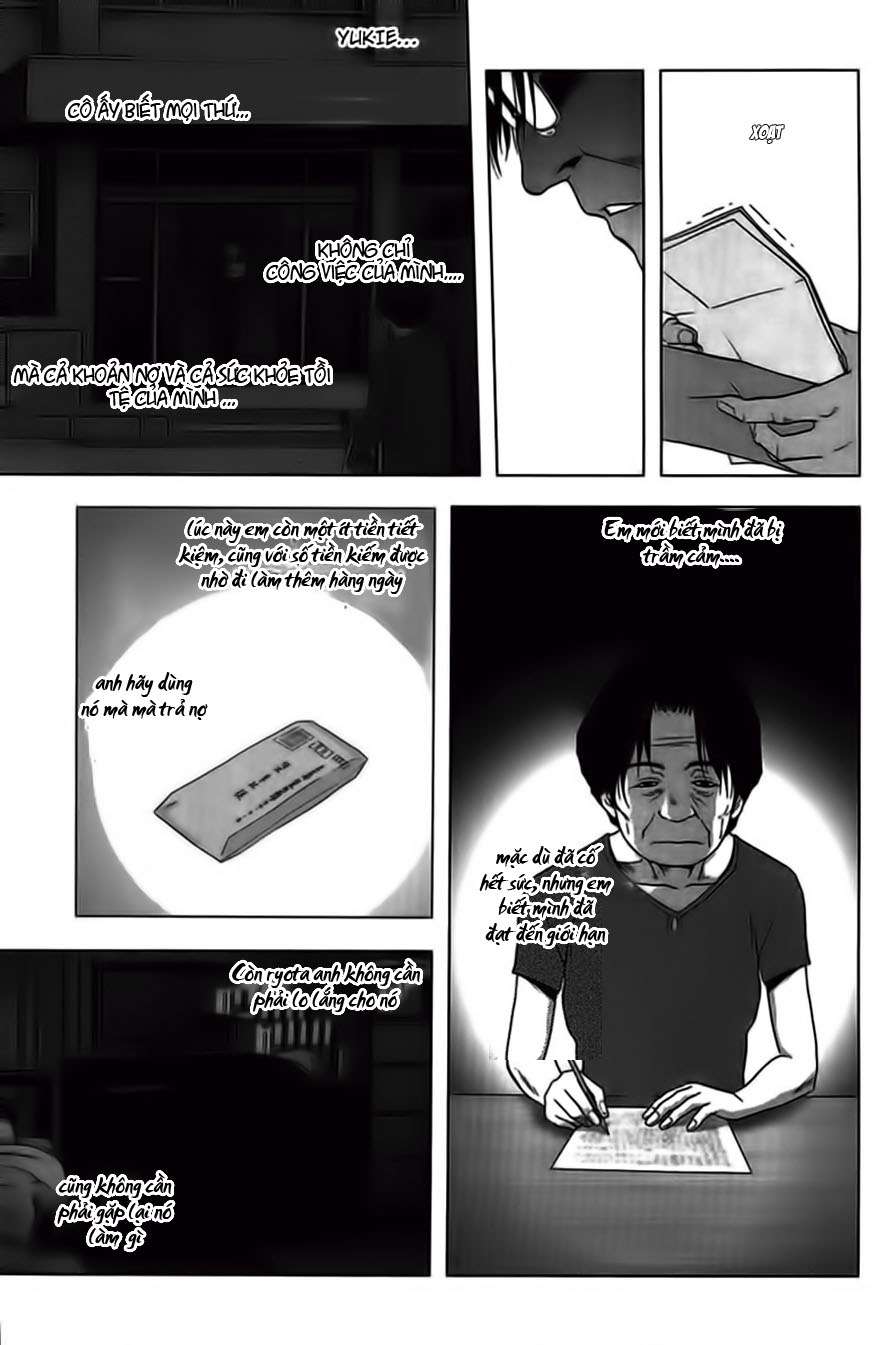 XOẠT
YUKIE...
CÔ ẤY BIẾT MỌI THỨ...
KHÔNG CHỈ
CÔNG VIỆC CỦA MÌNH....
MÀ CẢ KHOẢN NỢ VÀ CẢ SỨC KHỎE TỒI
TỆ CỦA MÌNH ...
Em mới biết mình đã bị
trầm cảm....
mặc dù đã cố
hết sức, nhưng em
biết mình đã
đạt đến giới hạn
lúc này em còn một ít tiền tiết
kiệm, cũng với số tiền kiếm được
nhờ đi làm thêm hàng ngày
anh hãy dùng
nó mà mà trả nợ
Còn ryota anh không cần
phải lo lắng cho nó
cũng không cần
phải gặp lại nó
làm gì